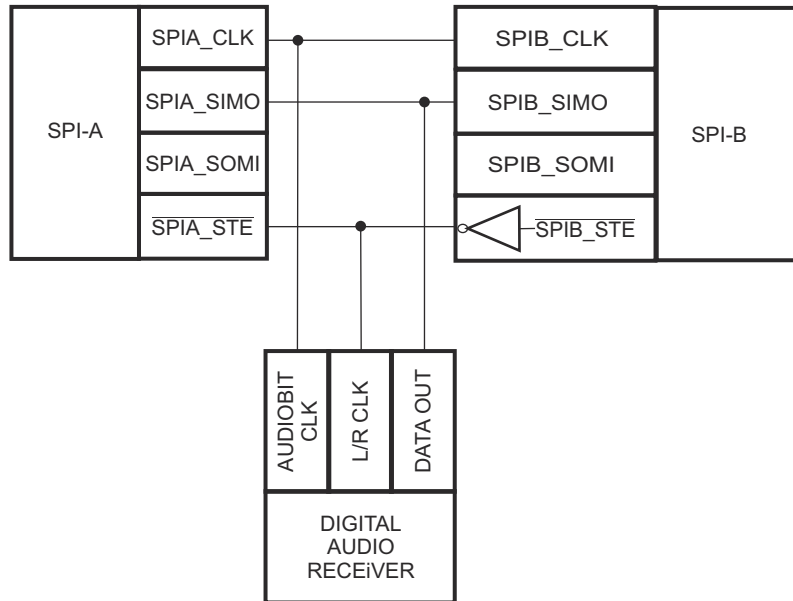 SPI-A
SPIA_CLK
SPIA_SIMO
SPIA_SOMI
SPIA_STE
SPIB_CLK
SPIB_SIMO
SPIB_SOMI
SPIB_STE
SPI-B
AUDIOBIT
CLK
L/R CLK
DATA OUT
DIGITAL
AUDIO
RECEiVER